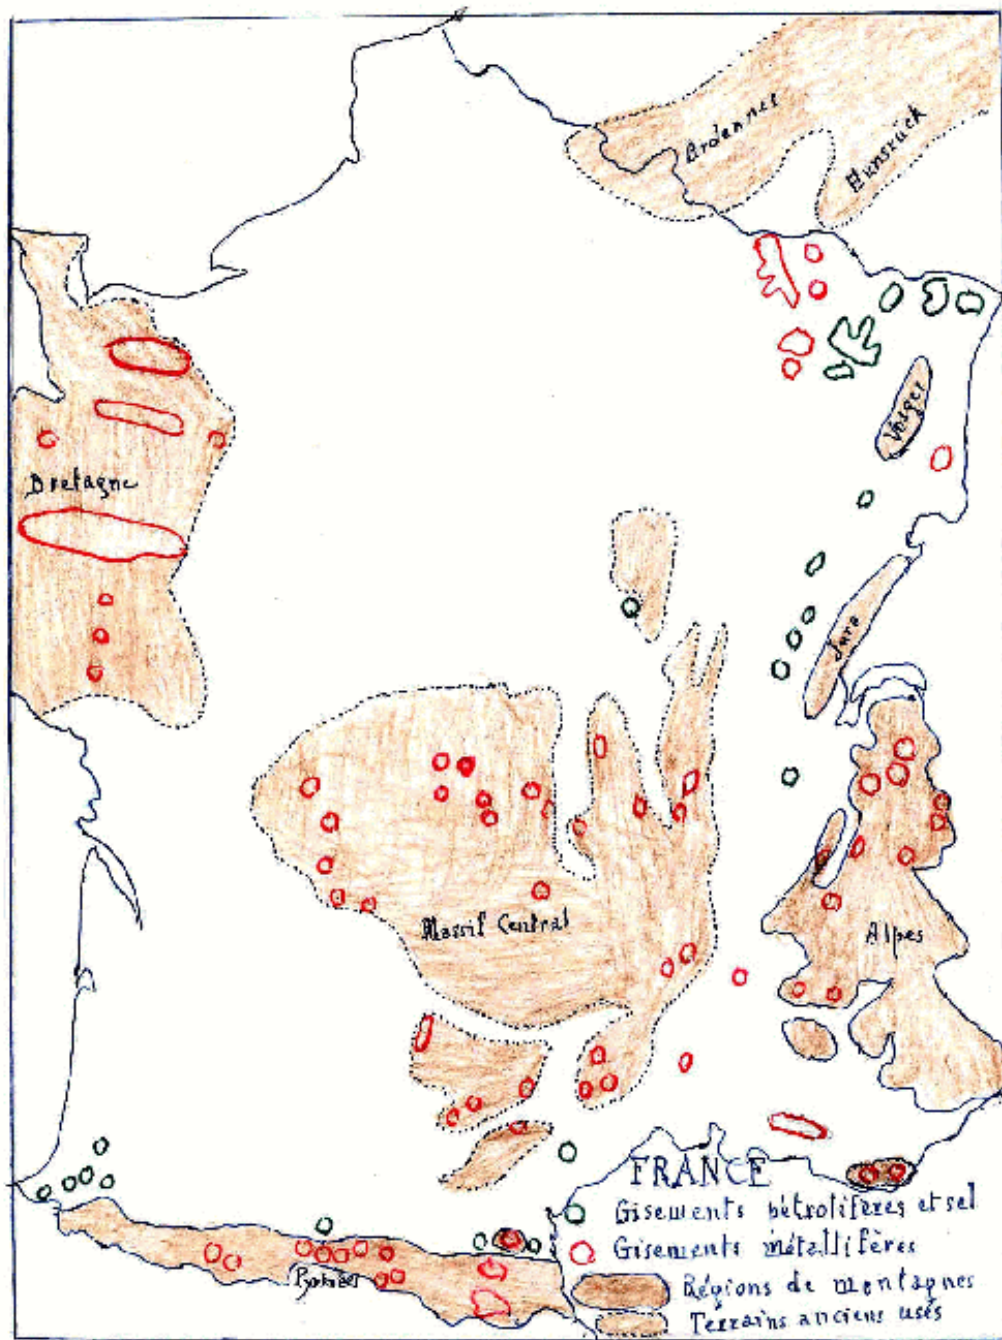 Ardennes
Hunsrück
Vosges
Bretagne
Jura
Massif Central
Alpes
FRANCE
Gisements pétrolifères et sel
Gisements métallifères
Pyrénées
Régions de montagnes
Terrains anciens usés